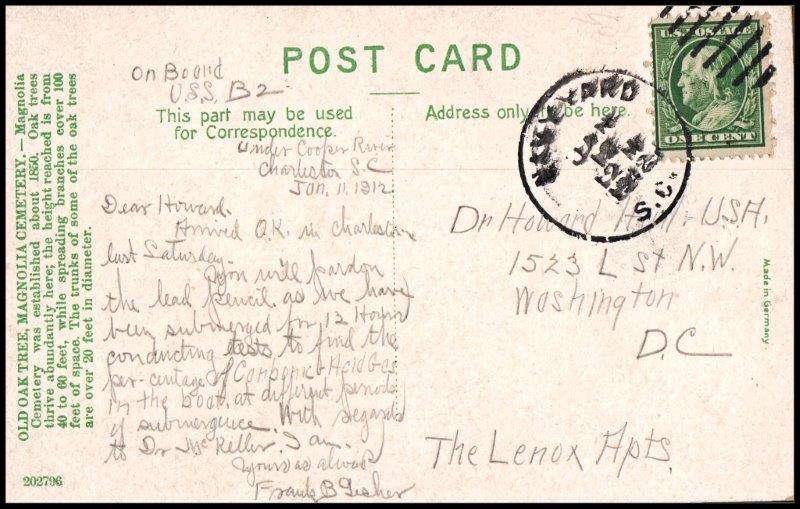 OLD OAK TREE, MAGNOLIA CEMETERY.—Magnolia
Cemetery was established about 1850. Oak trees
thrive abundantly here; the height reached is from
40 to 60 feet, while spreading branches cover 100
feet of space. The trunks of some of the oak trees
are over 20 feet in diameter.
202796
POST CARD
On Board
U.S.S. B2
This part may be used
for Correspondence.
Under Cooper River
Charleston S.C
Jan. 11, 1912
Dear Howard.
Arrived O.K. in Charleston
last Saturday.
You will pardon
the lead pencil as we have
been submerged for 12 Hours
conducting tests to find the
per-centage of Carbonic Acid Gas
in the boat at different periods
of submergence. With regards
to Dr McKeller. I am.
Yours as always
Frank B
Address only to be here.
U.S. POSTAGE
ONE CENT
NAVY YARD
S.C.
Dr Howard U.S.A.
1523 L St N.W.
Washington
D.C
The Lenox Apts.
Made in Germany